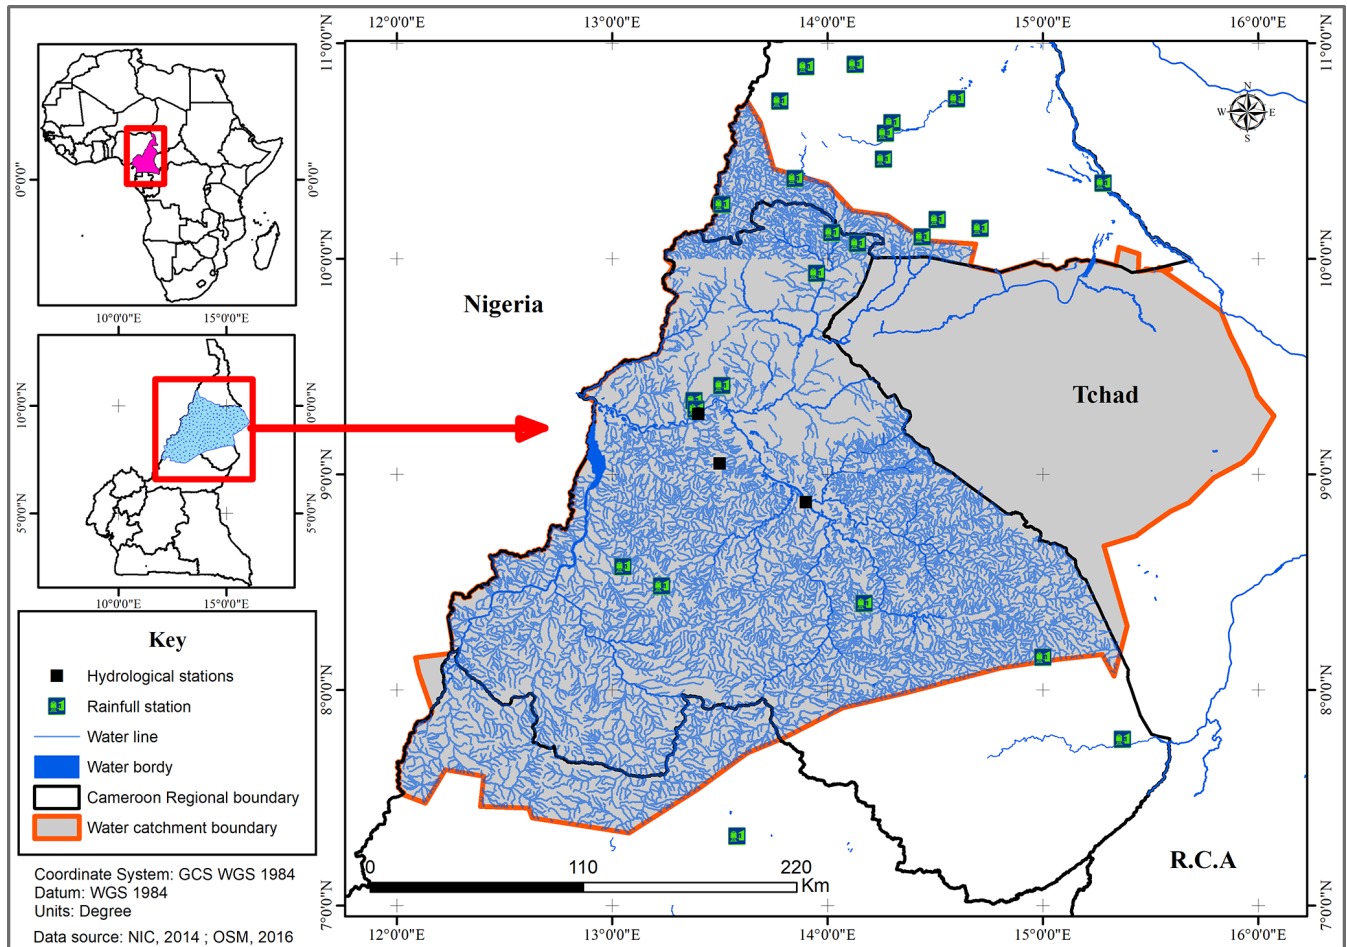 12°0'0"E 13°0'0"E 14°0'0"E 15°0'0"E 16°0'0"E
11°0'0"N
11°0'0"N
N
W E
S
0°0'0"
0°0'0"
10°0'0"N
10°0'0"N
Nigeria
Tchad
10°0'0"E 15°0'0"E
10°0'0"N
0°0'0"N
5°0'0"N
5°0'0"N
10°0'0"E 15°0'0"E
9°0'0"N
9°0'0"N
8°0'0"N
8°0'0"N
Key
Hydrological stations
Rainfull station
Water line
Water bordy
Cameroon Regional boundary
Water catchment boundary
R.C.A
0 110 220
Km
7°0'0"N
7°0'0"N
Coordinate System: GCS WGS 1984
Datum: WGS 1984
Units: Degree
Data source: NIC, 2014 ; OSM, 2016
12°0'0"E 13°0'0"E 14°0'0"E 15°0'0"E 16°0'0"E